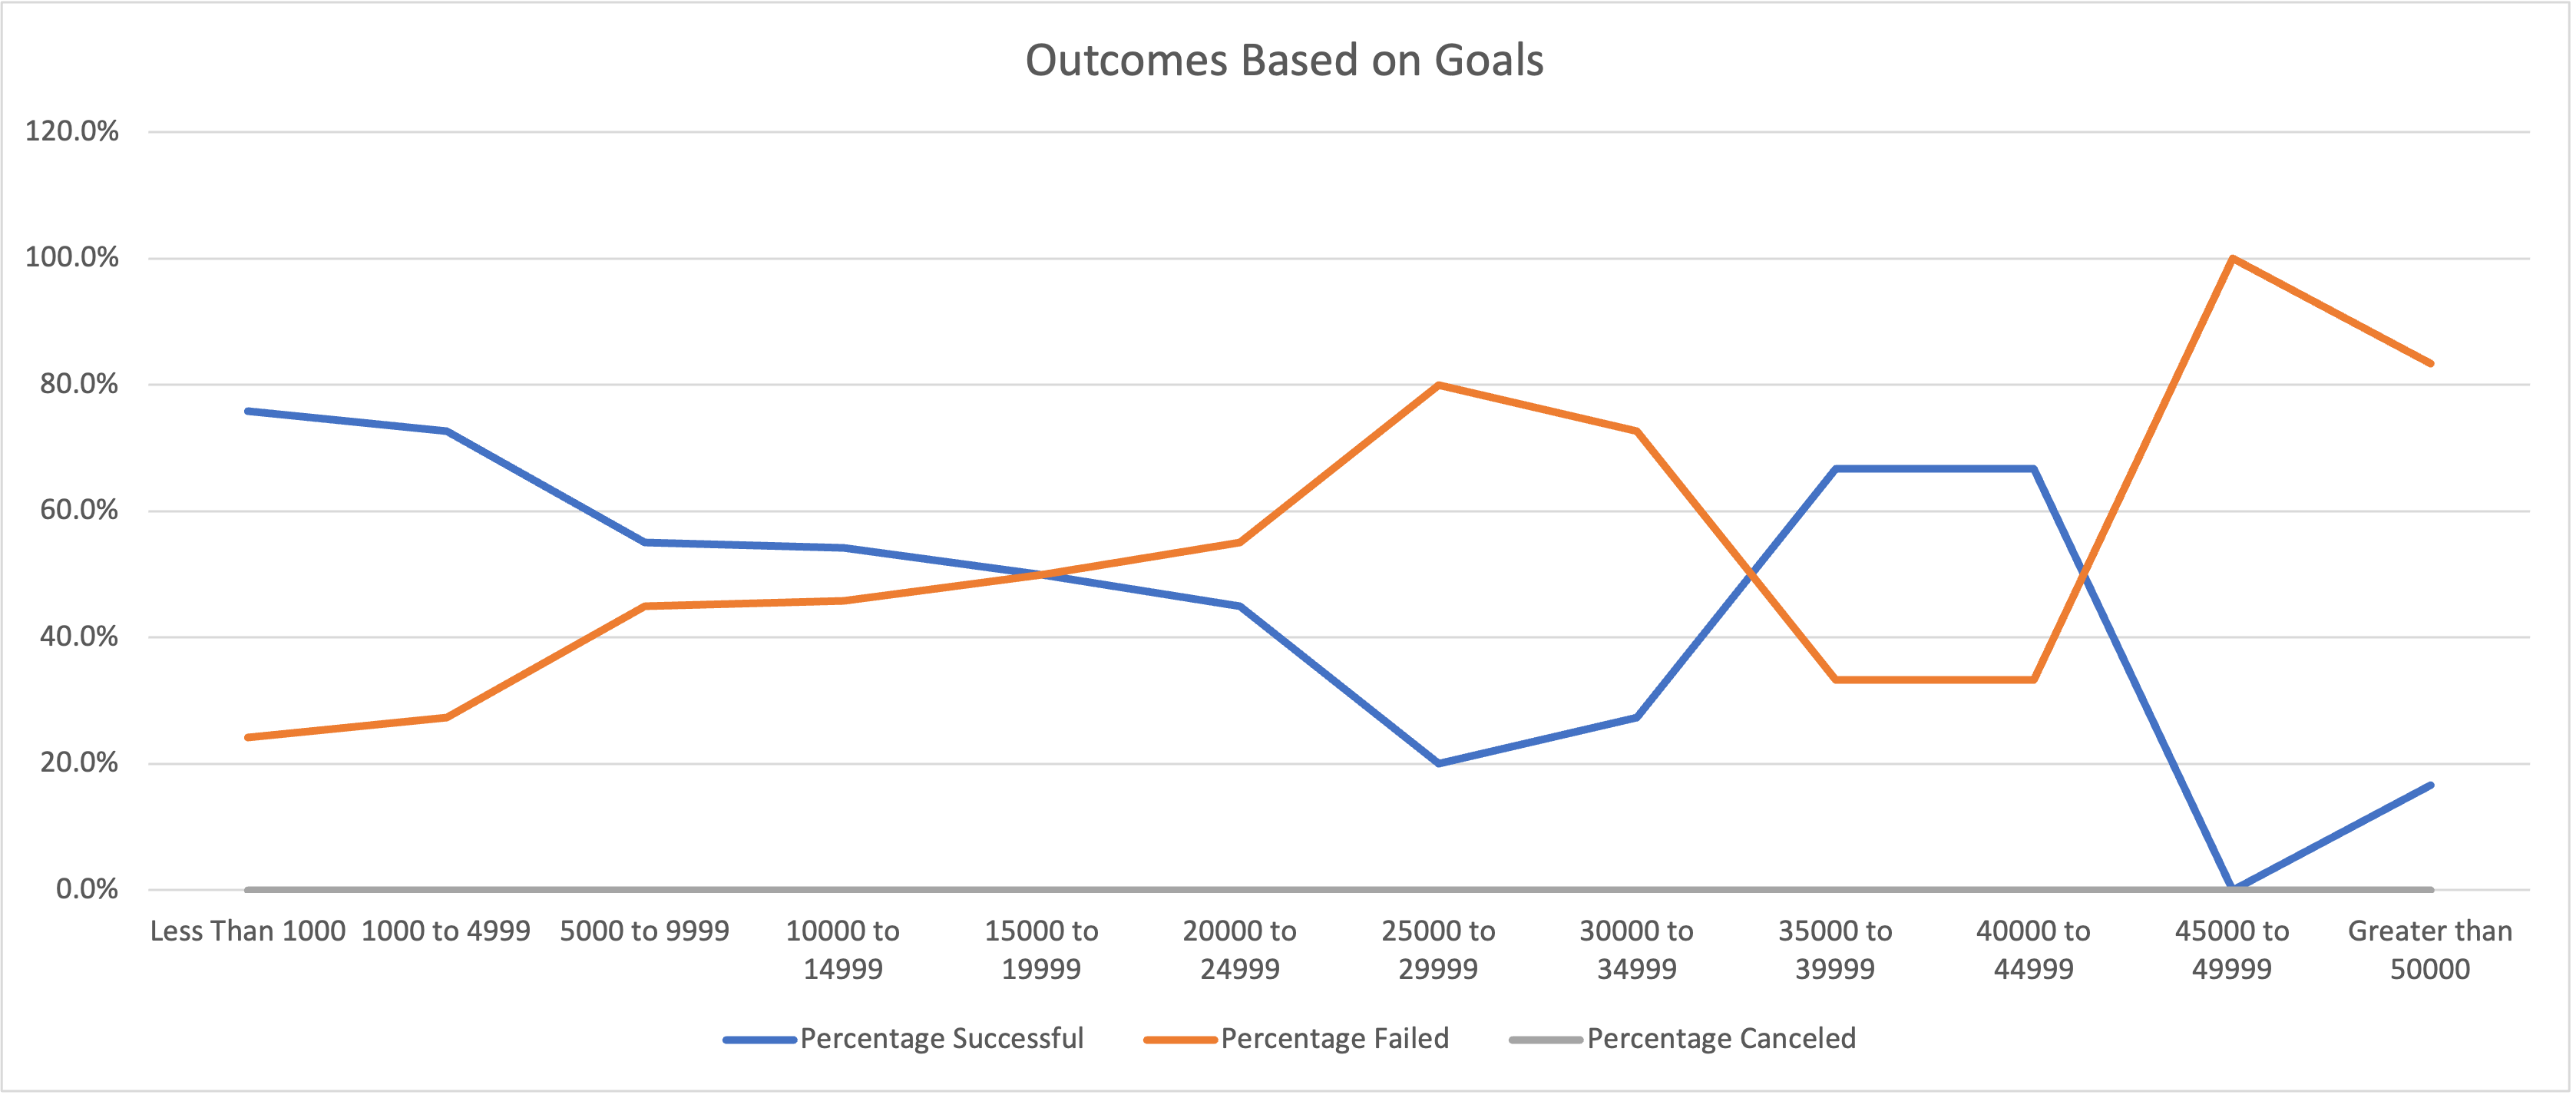 Outcomes Based on Goals
120.0%
100.0%
80.0%
60.0%
40.0%
20.0%
0.0%
Less Than 1000 1000 to 4999 5000 to 9999 10000 to 15000 to 20000 to 25000 to 30000 to 35000 to 40000 to 45000 to Greater than
14999 19999 24999 29999 34999 39999 44999 49999 50000
Percentage Successful Percentage Failed Percentage Canceled